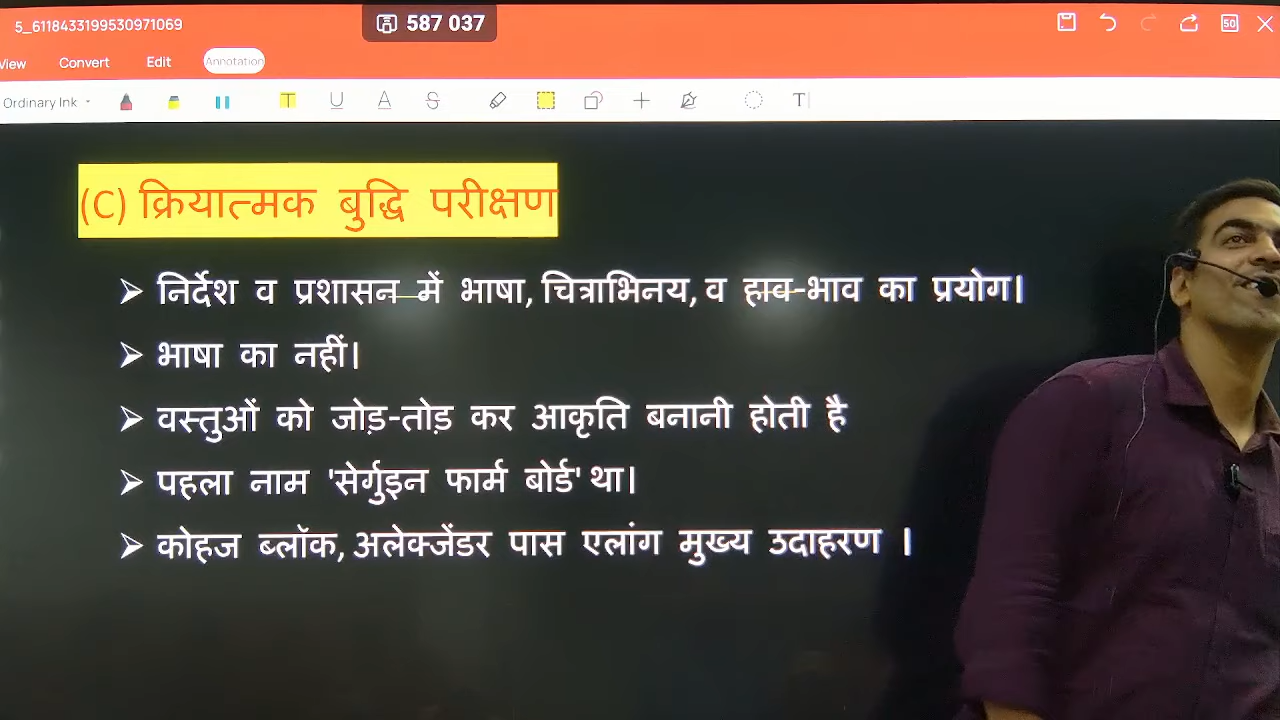 5_6118433199530971069
587 037
50
View Convert Edit Annotation
Ordinary Ink
(C) क्रियात्मक बुद्धि परीक्षण
➢ निर्देश व प्रशासन में भाषा, चित्राभिनय, व हाव-भाव का प्रयोग।
➢ भाषा का नहीं।
➢ वस्तुओं को जोड़-तोड़ कर आकृति बनानी होती है
➢ पहला नाम 'सेर्गुइन फार्म बोर्ड' था।
➢ कोहज ब्लॉक, अलेक्जेंडर पास एलांग मुख्य उदाहरण ।